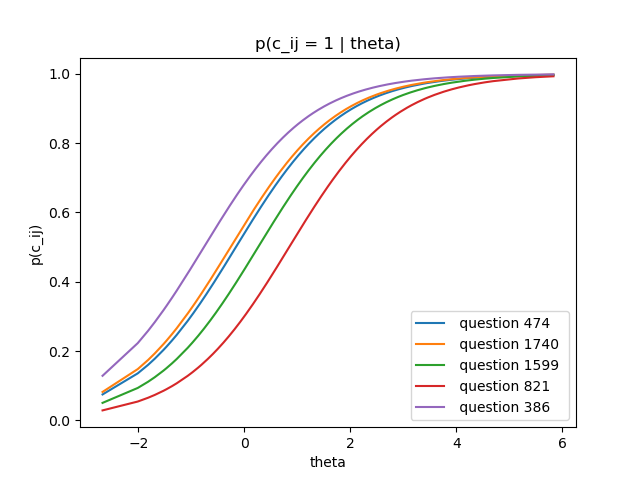 p(c_ij = 1 | theta)
1.0
0.8
0.6
0.4
0.2
0.0
p(c_ij)
−2
0
2
4
6
theta
question 474
question 1740
question 1599
question 821
question 386